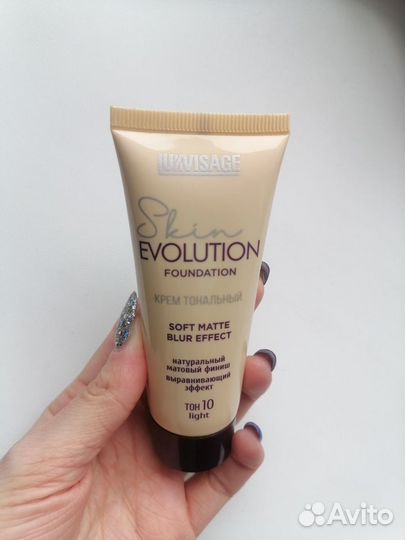 LUXVISAGE
Skin
EVOLUTION
FOUNDATION
КРЕМ ТОНАЛЬНЫЙ
SOFT MATTE
BLUR EFFECT
натуральный
матовый финиш
выравнивающий
эффект
ТОН 10
light
Avito